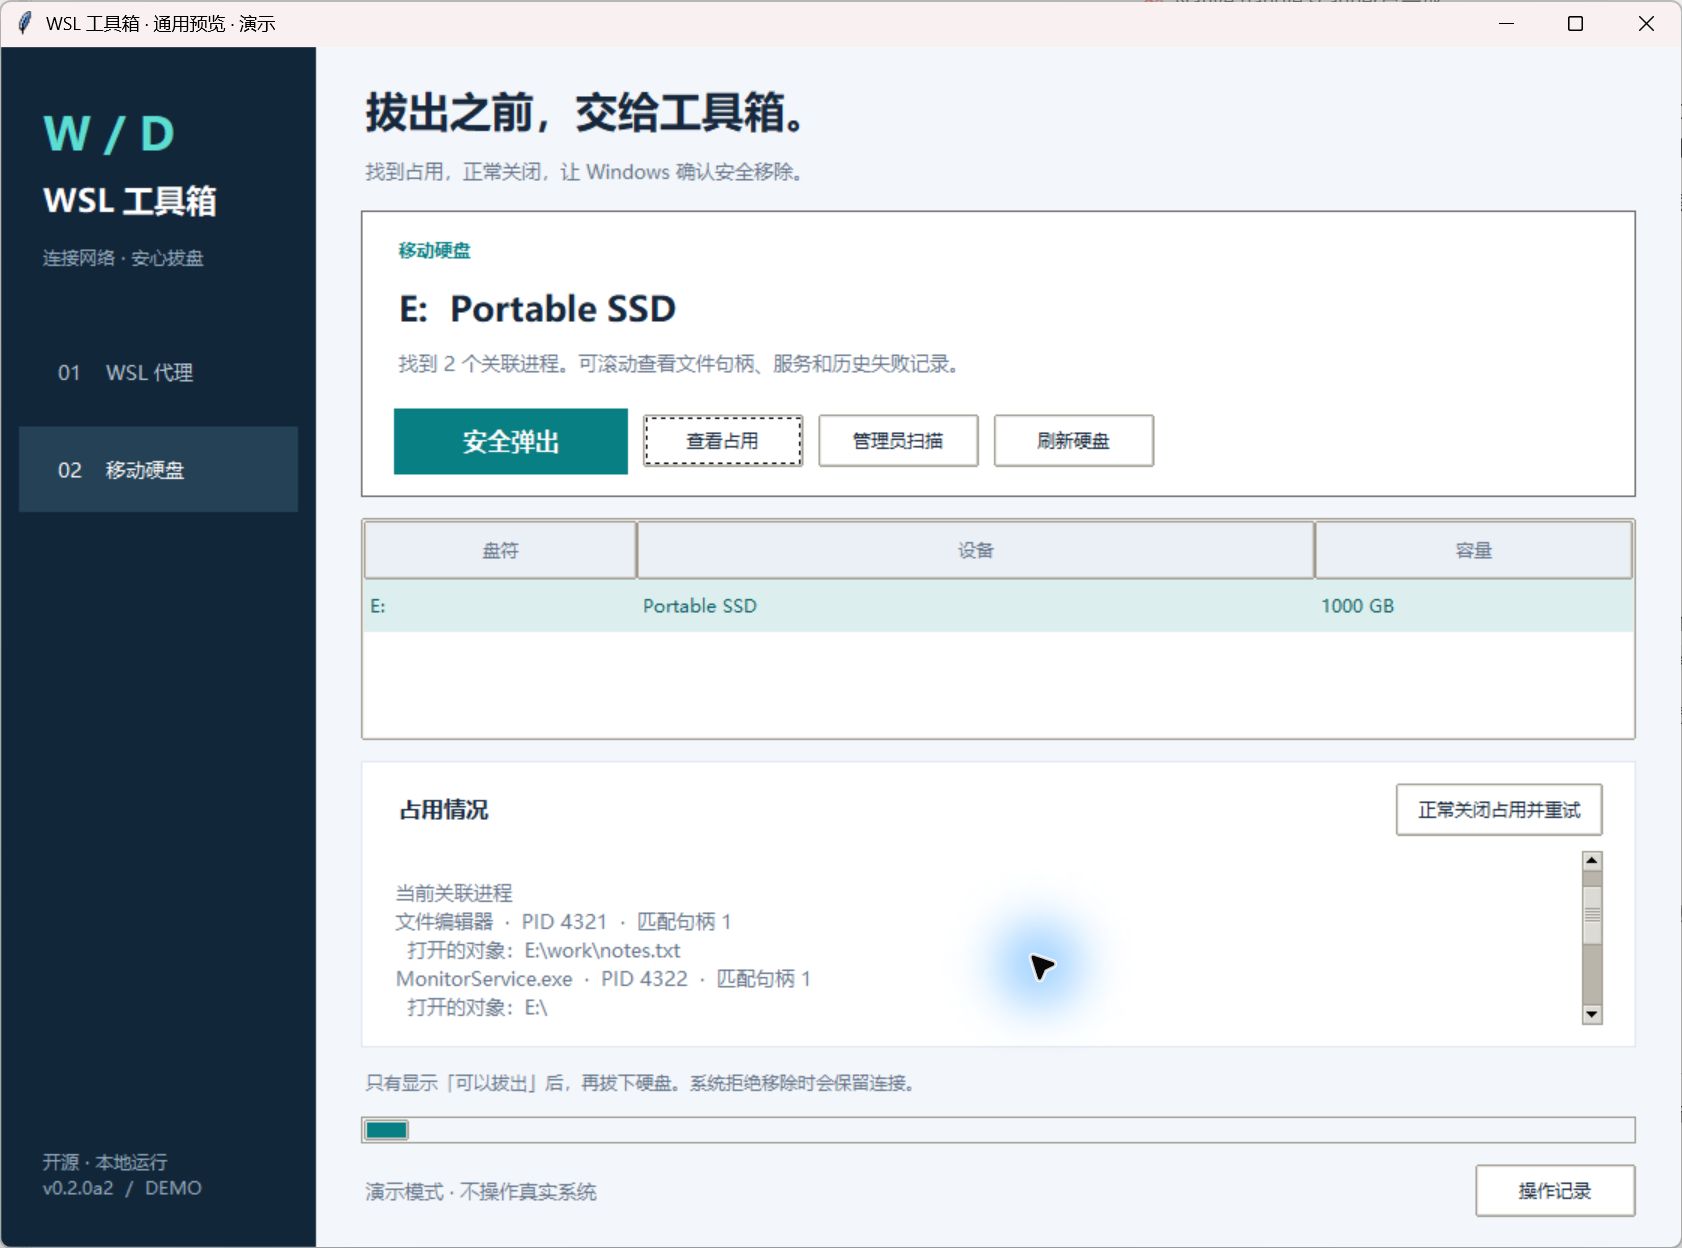 WSL 工具箱 · 通用预览 · 演示
W / D
WSL 工具箱
连接网络 · 安心拔盘
01 WSL 代理
02 移动硬盘
开源 · 本地运行
v0.2.0a2 / DEMO
拔出之前，交给工具箱。
找到占用，正常关闭，让 Windows 确认安全移除。
移动硬盘
E: Portable SSD
找到 2 个关联进程。可滚动查看文件句柄、服务和历史失败记录。
安全弹出 查看占用 管理员扫描 刷新硬盘
盘符 设备 容量
E: Portable SSD 1000 GB
占用情况 正常关闭占用并重试
当前关联进程
文件编辑器 · PID 4321 · 匹配句柄 1
打开的对象：E:\work\notes.txt
MonitorService.exe · PID 4322 · 匹配句柄 1
打开的对象：E:\
只有显示「可以拔出」后，再拔下硬盘。系统拒绝移除时会保留连接。
演示模式 · 不操作真实系统 操作记录